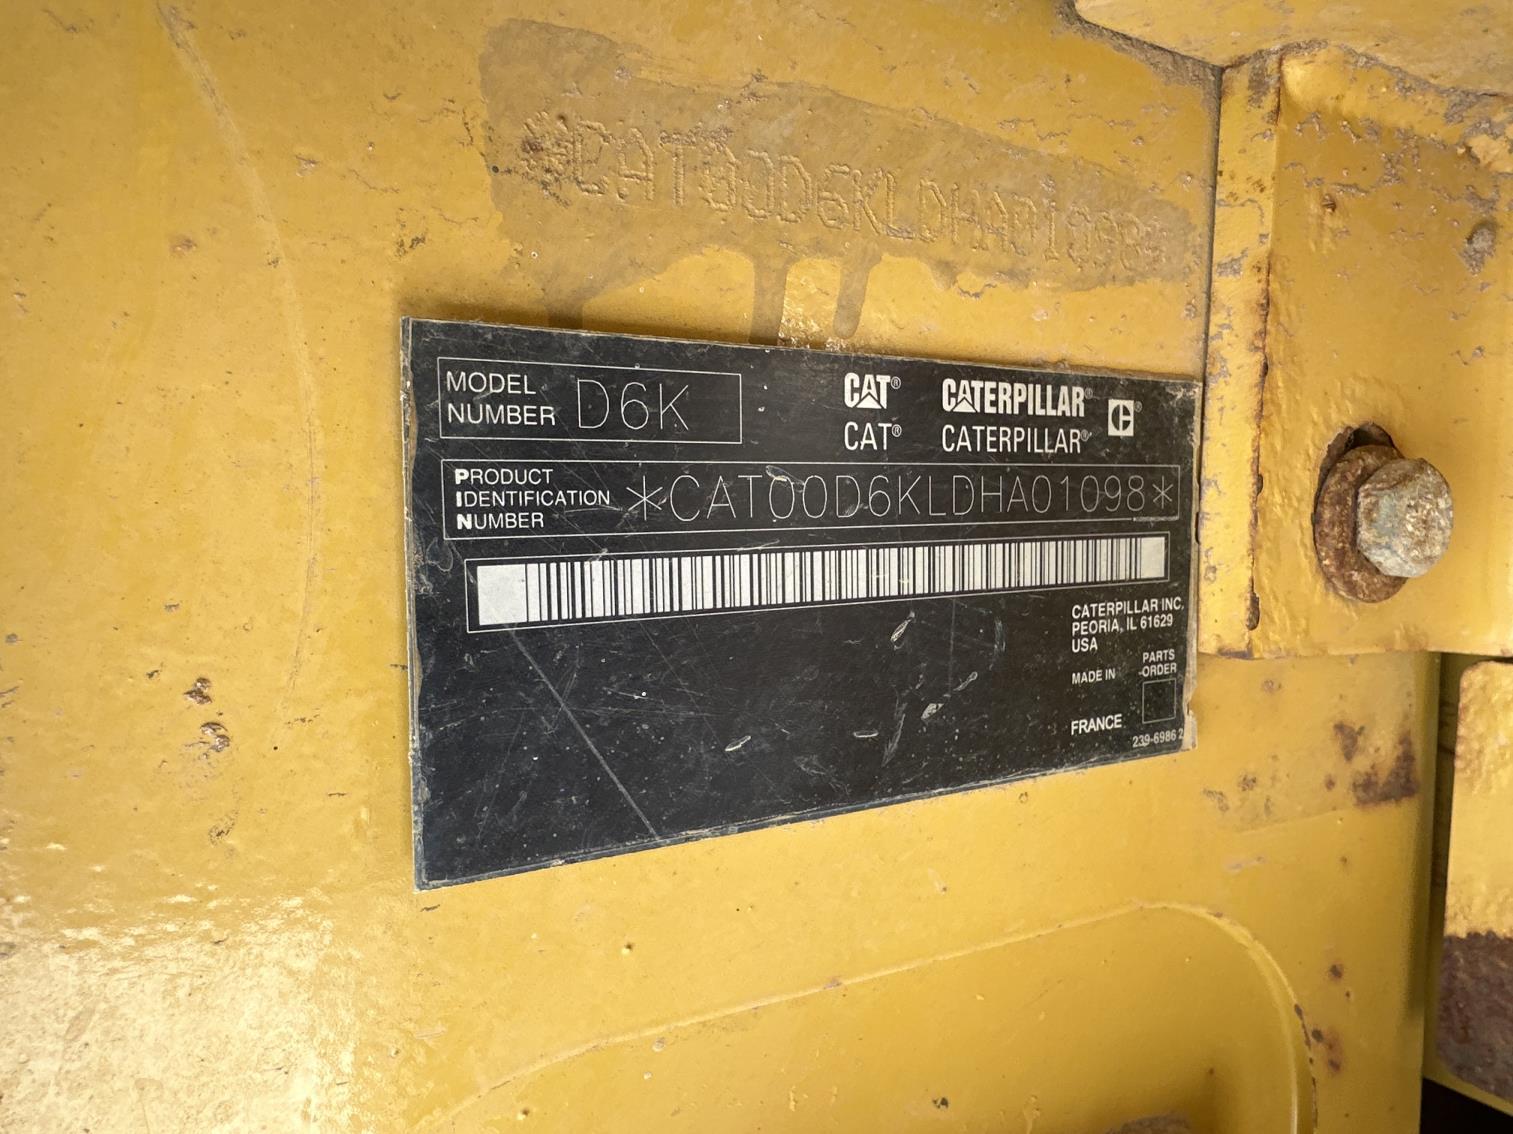 *CAT00D6KLDHA01098*
MODEL NUMBER D6K
CAT® CATERPILLAR®
CAT® CATERPILLAR®
PRODUCT IDENTIFICATION NUMBER *CAT00D6KLDHA01098*
CATERPILLAR INC.
PEORIA, IL 61629
USA
MADE IN
FRANCE
PARTS ORDER
239-6986 2